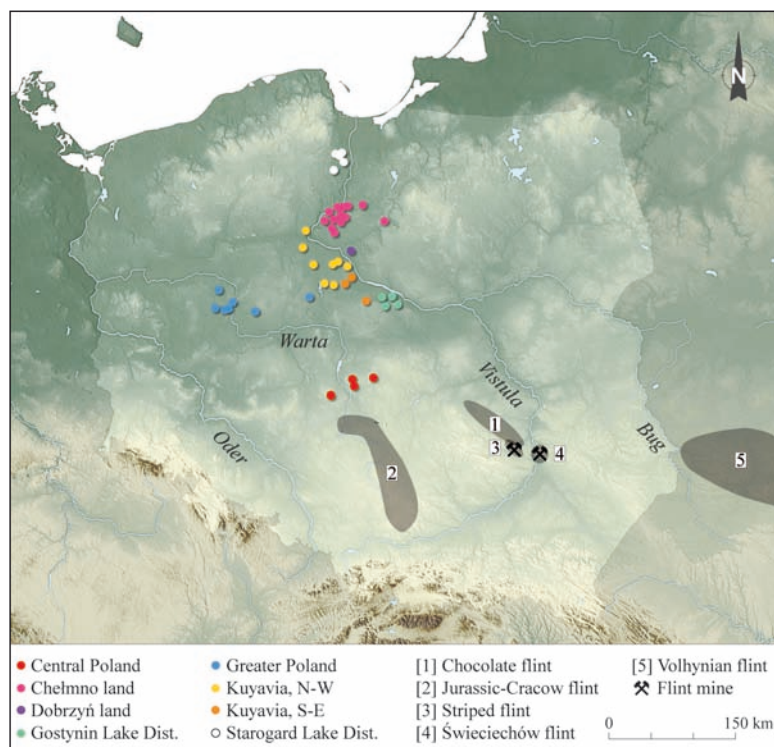 N
Warta
Vistula
Oder
Bug
1
3
4
2
5
Central Poland
Chełmno land
Dobrzyń land
Gostynin Lake Dist.
Greater Poland
Kuyavia, N-W
Kuyavia, S-E
Starogard Lake Dist.
[1] Chocolate flint
[2] Jurassic-Cracow flint
[3] Striped flint
[4] Świeciechów flint
[5] Volhynian flint
Flint mine
0 150 km